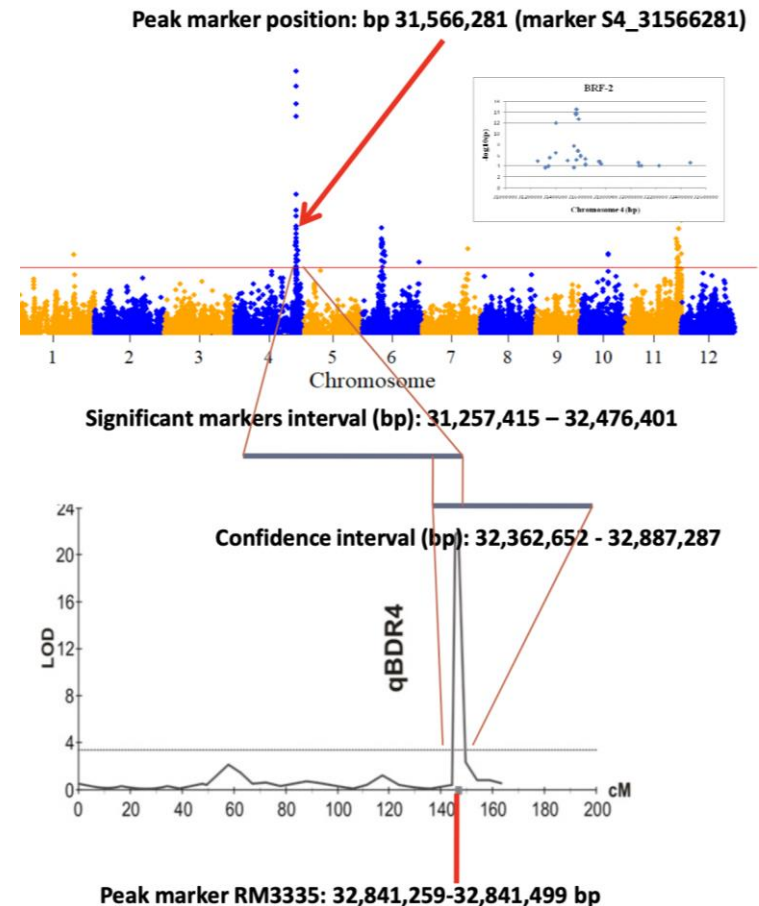 Peak marker position: bp 31,566,281 (marker S4_31566281)
BRF-2
Chromosome 4 (bp)
1 2 3 4 5 6 7 8 9 10 11 12
Chromosome
Significant markers interval (bp): 31,257,415 – 32,476,401
Confidence interval (bp): 32,362,652 - 32,887,287
24
20
16
12
8
4
0
LOD
qBDR4
0 20 40 60 80 100 120 140 160 180 200 cM
Peak marker RM3335: 32,841,259-32,841,499 bp